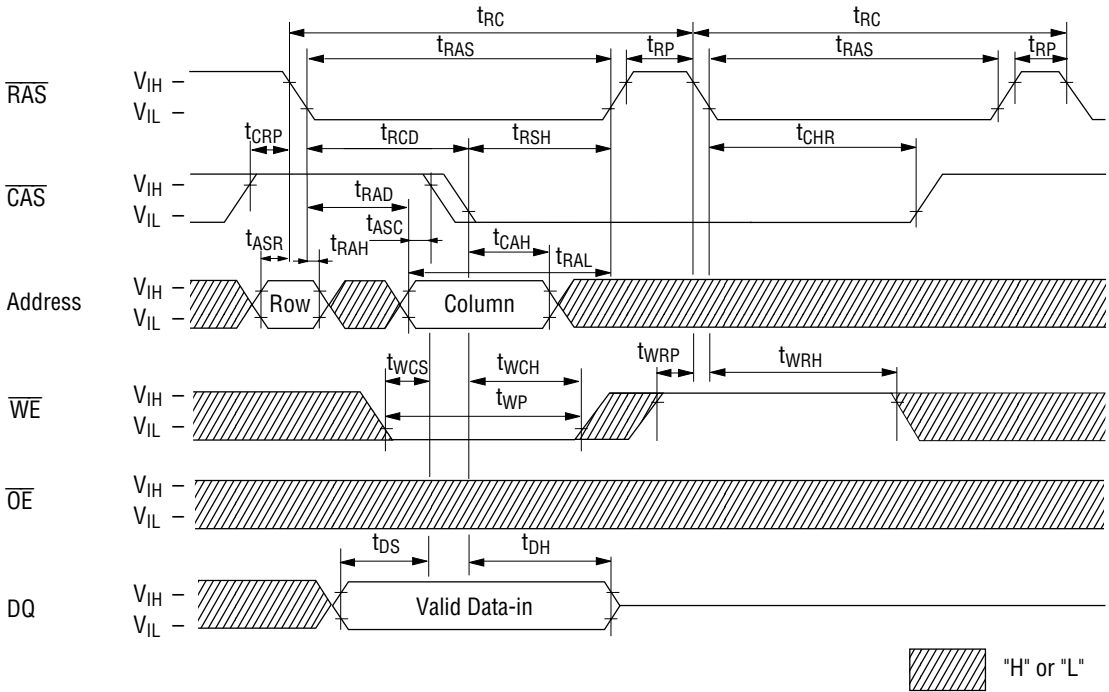 tRC tRC
tRAS tRP tRAS tRP
RAS VIH
VIL
tCRP tRCD tRSH tCHR
CAS VIH
VIL
tRAD
tASC
tASR tRAH tCAH
tRAL
Address VIH
VIL
Row Column
tWCS tWCH tWRP tWRH
tWP
WE VIH
VIL
OE VIH
VIL
tDS tDH
DQ VIH
VIL
Valid Data-in
"H" or "L"